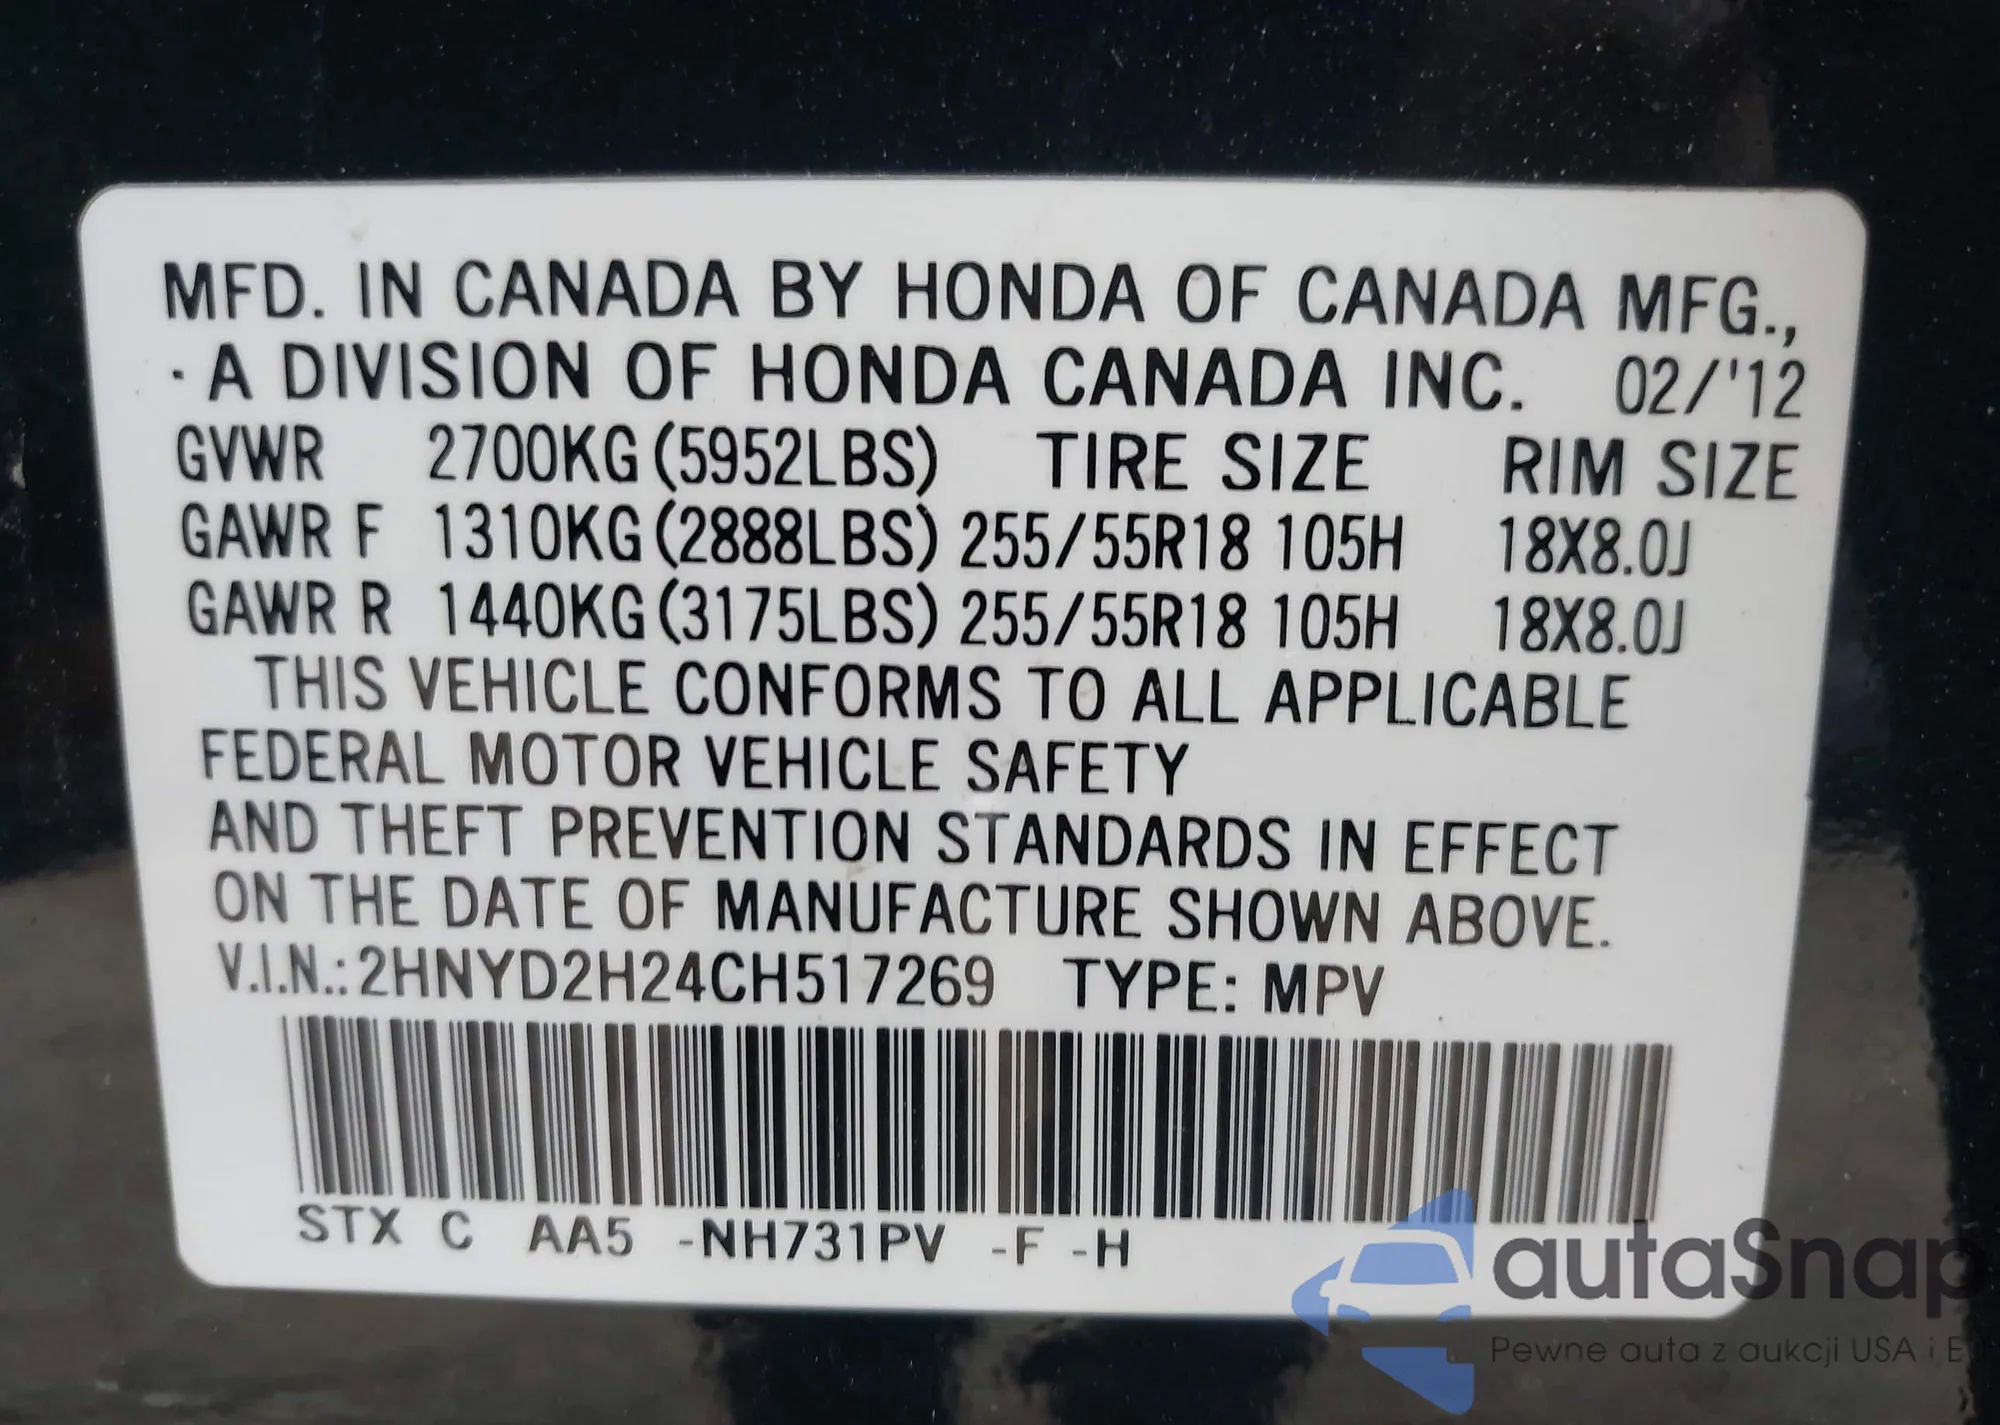 MFD. IN CANADA BY HONDA OF CANADA MFG.,
· A DIVISION OF HONDA CANADA INC. 02/'12
GVWR 2700KG (5952LBS) TIRE SIZE RIM SIZE
GAWR F 1310KG (2888LBS) 255/55R18 105H 18X8.0J
GAWR R 1440KG (3175LBS) 255/55R18 105H 18X8.0J
THIS VEHICLE CONFORMS TO ALL APPLICABLE
FEDERAL MOTOR VEHICLE SAFETY
AND THEFT PREVENTION STANDARDS IN EFFECT
ON THE DATE OF MANUFACTURE SHOWN ABOVE.
V.I.N.: 2HNYD2H24CH517269 TYPE: MPV
STX C AA5 -NH731PV -F -H
autaSnap
Pewne auta z aukcji USA i